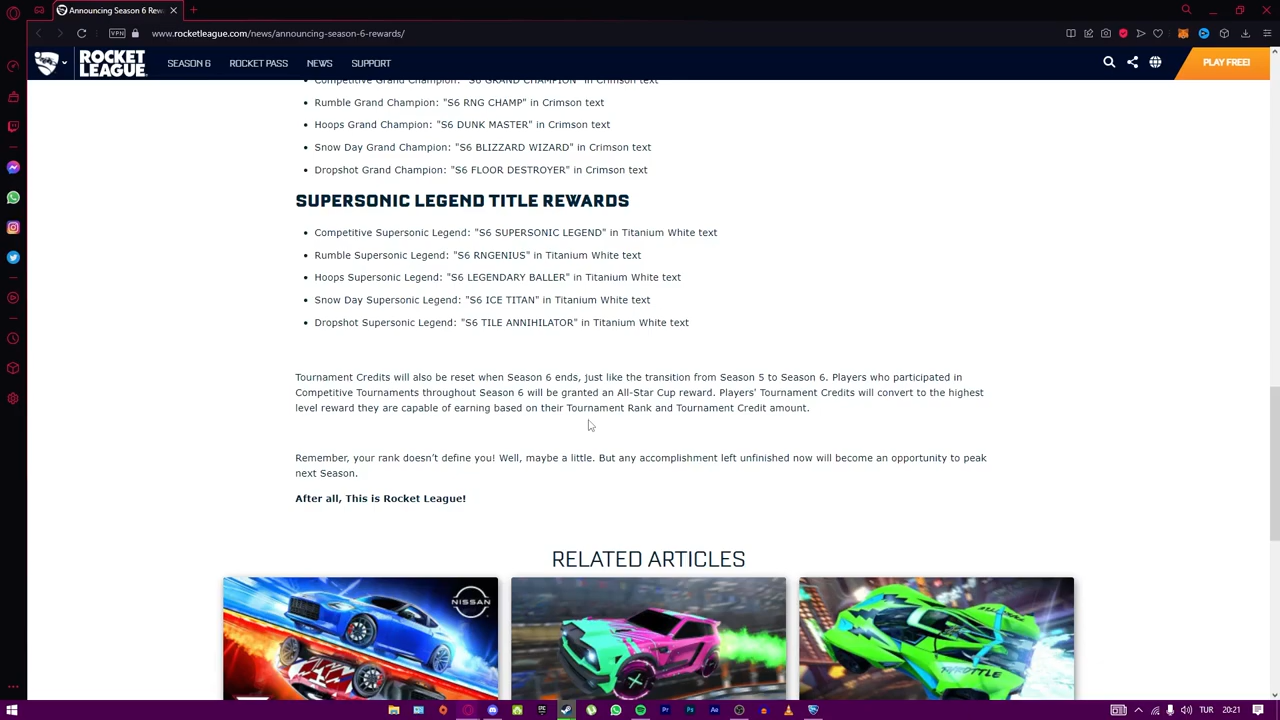 Announcing Season 6 Rew
VPN
www.rocketleague.com/news/announcing-season-6-rewards/
ROCKET
LEAGUE
SEASON 6
ROCKET PASS
NEWS
SUPPORT
PLAY FREE!
Competitive Grand Champion: "S6 GRAND CHAMPION" in Crimson text
Rumble Grand Champion: "S6 RNG CHAMP" in Crimson text
Hoops Grand Champion: "S6 DUNK MASTER" in Crimson text
Snow Day Grand Champion: "S6 BLIZZARD WIZARD" in Crimson text
Dropshot Grand Champion: "S6 FLOOR DESTROYER" in Crimson text
SUPERSONIC LEGEND TITLE REWARDS
Competitive Supersonic Legend: "S6 SUPERSONIC LEGEND" in Titanium White text
Rumble Supersonic Legend: "S6 RNGENIUS" in Titanium White text
Hoops Supersonic Legend: "S6 LEGENDARY BALLER" in Titanium White text
Snow Day Supersonic Legend: "S6 ICE TITAN" in Titanium White text
Dropshot Supersonic Legend: "S6 TILE ANNIHILATOR" in Titanium White text
Tournament Credits will also be reset when Season 6 ends, just like the transition from Season 5 to Season 6. Players who participated in
Competitive Tournaments throughout Season 6 will be granted an All-Star Cup reward. Players' Tournament Credits will convert to the highest
level reward they are capable of earning based on their Tournament Rank and Tournament Credit amount.
Remember, your rank doesn't define you! Well, maybe a little. But any accomplishment left unfinished now will become an opportunity to peak
next Season.
After all, This is Rocket League!
RELATED ARTICLES
NISSAN
THROTTLE
TUR
20:21